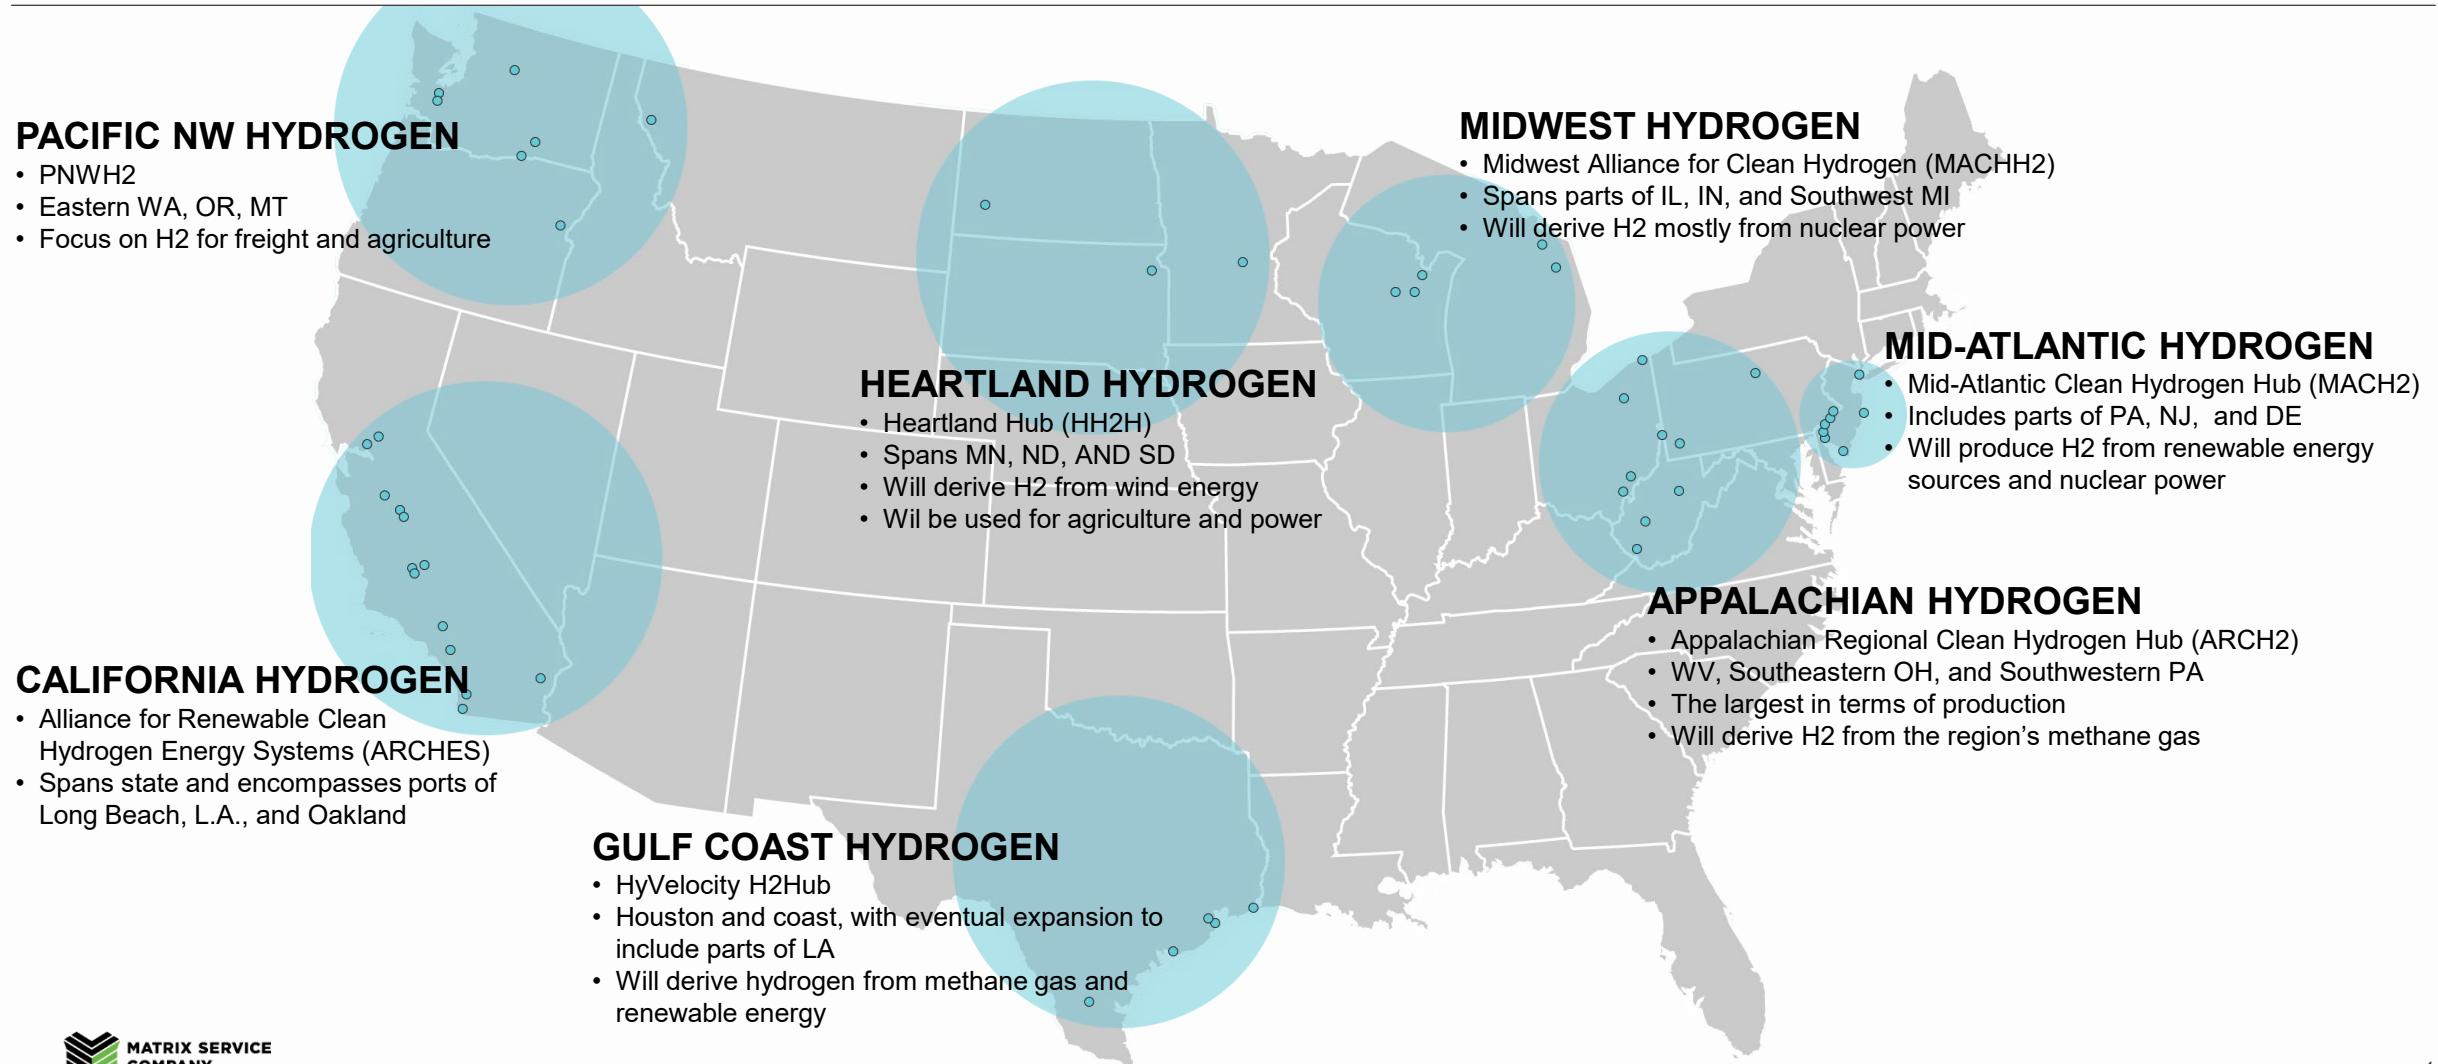 PACIFIC NW HYDROGEN
• PNWH2
• Eastern WA, OR, MT
• Focus on H2 for freight and agriculture
MIDWEST HYDROGEN
• Midwest Alliance for Clean Hydrogen (MACHH2)
• Spans parts of IL, IN, and Southwest MI
• Will derive H2 mostly from nuclear power
HEARTLAND HYDROGEN
• Heartland Hub (HH2H)
• Spans MN, ND, AND SD
• Will derive H2 from wind energy
• Wil be used for agriculture and power
MID-ATLANTIC HYDROGEN
• Mid-Atlantic Clean Hydrogen Hub (MACH2)
• Includes parts of PA, NJ, and DE
• Will produce H2 from renewable energy
sources and nuclear power
CALIFORNIA HYDROGEN
• Alliance for Renewable Clean
Hydrogen Energy Systems (ARCHES)
• Spans state and encompasses ports of
Long Beach, L.A., and Oakland
APPALACHIAN HYDROGEN
• Appalachian Regional Clean Hydrogen Hub (ARCH2)
• WV, Southeastern OH, and Southwestern PA
• The largest in terms of production
• Will derive H2 from the region’s methane gas
GULF COAST HYDROGEN
• HyVelocity H2Hub
• Houston and coast, with eventual expansion to
include parts of LA
• Will derive hydrogen from methane gas and
renewable energy
MATRIX SERVICE
COMPANY